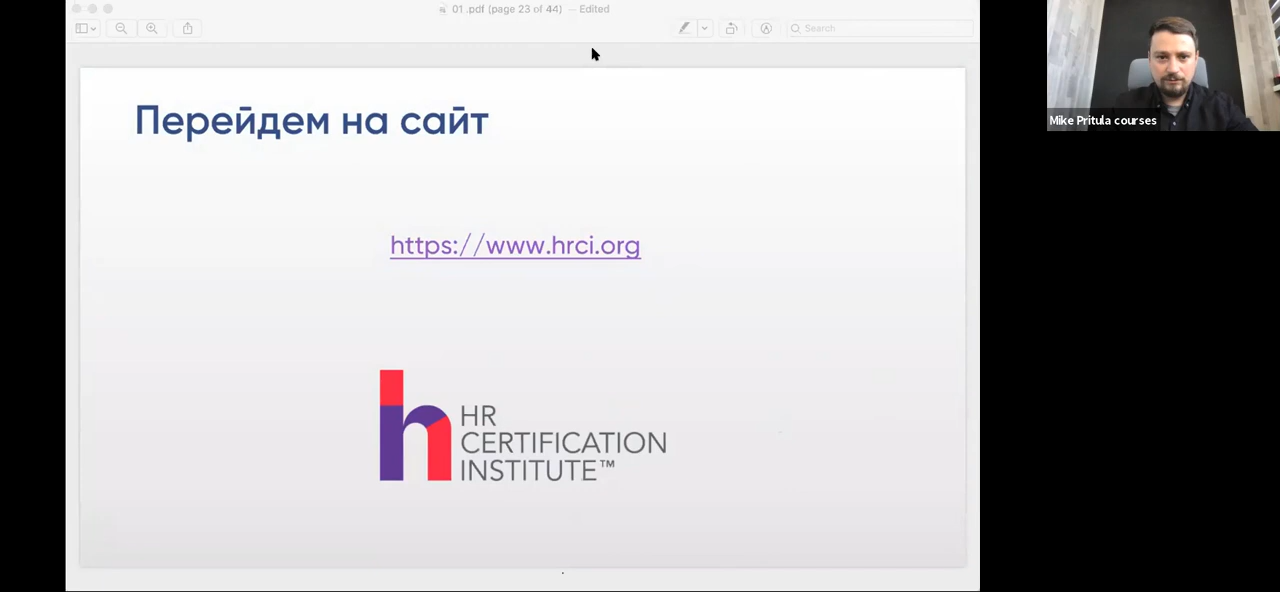 01 .pdf (page 23 of 44) — Edited
Search
Перейдем на сайт
https://www.hrci.org
HR
CERTIFICATION
INSTITUTE™
Mike Pritula courses